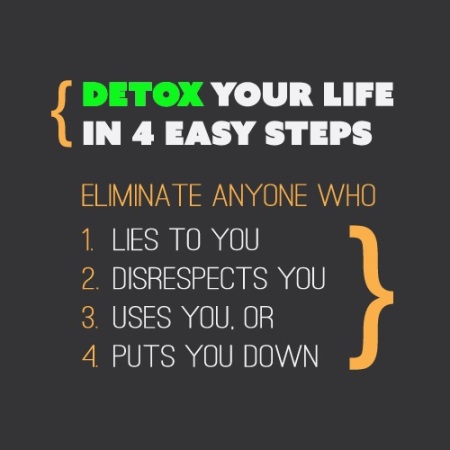 { DETOX YOUR LIFE
IN 4 EASY STEPS
ELIMINATE ANYONE WHO
1. LIES TO YOU
2. DISRESPECTS YOU
3. USES YOU, OR
4. PUTS YOU DOWN }